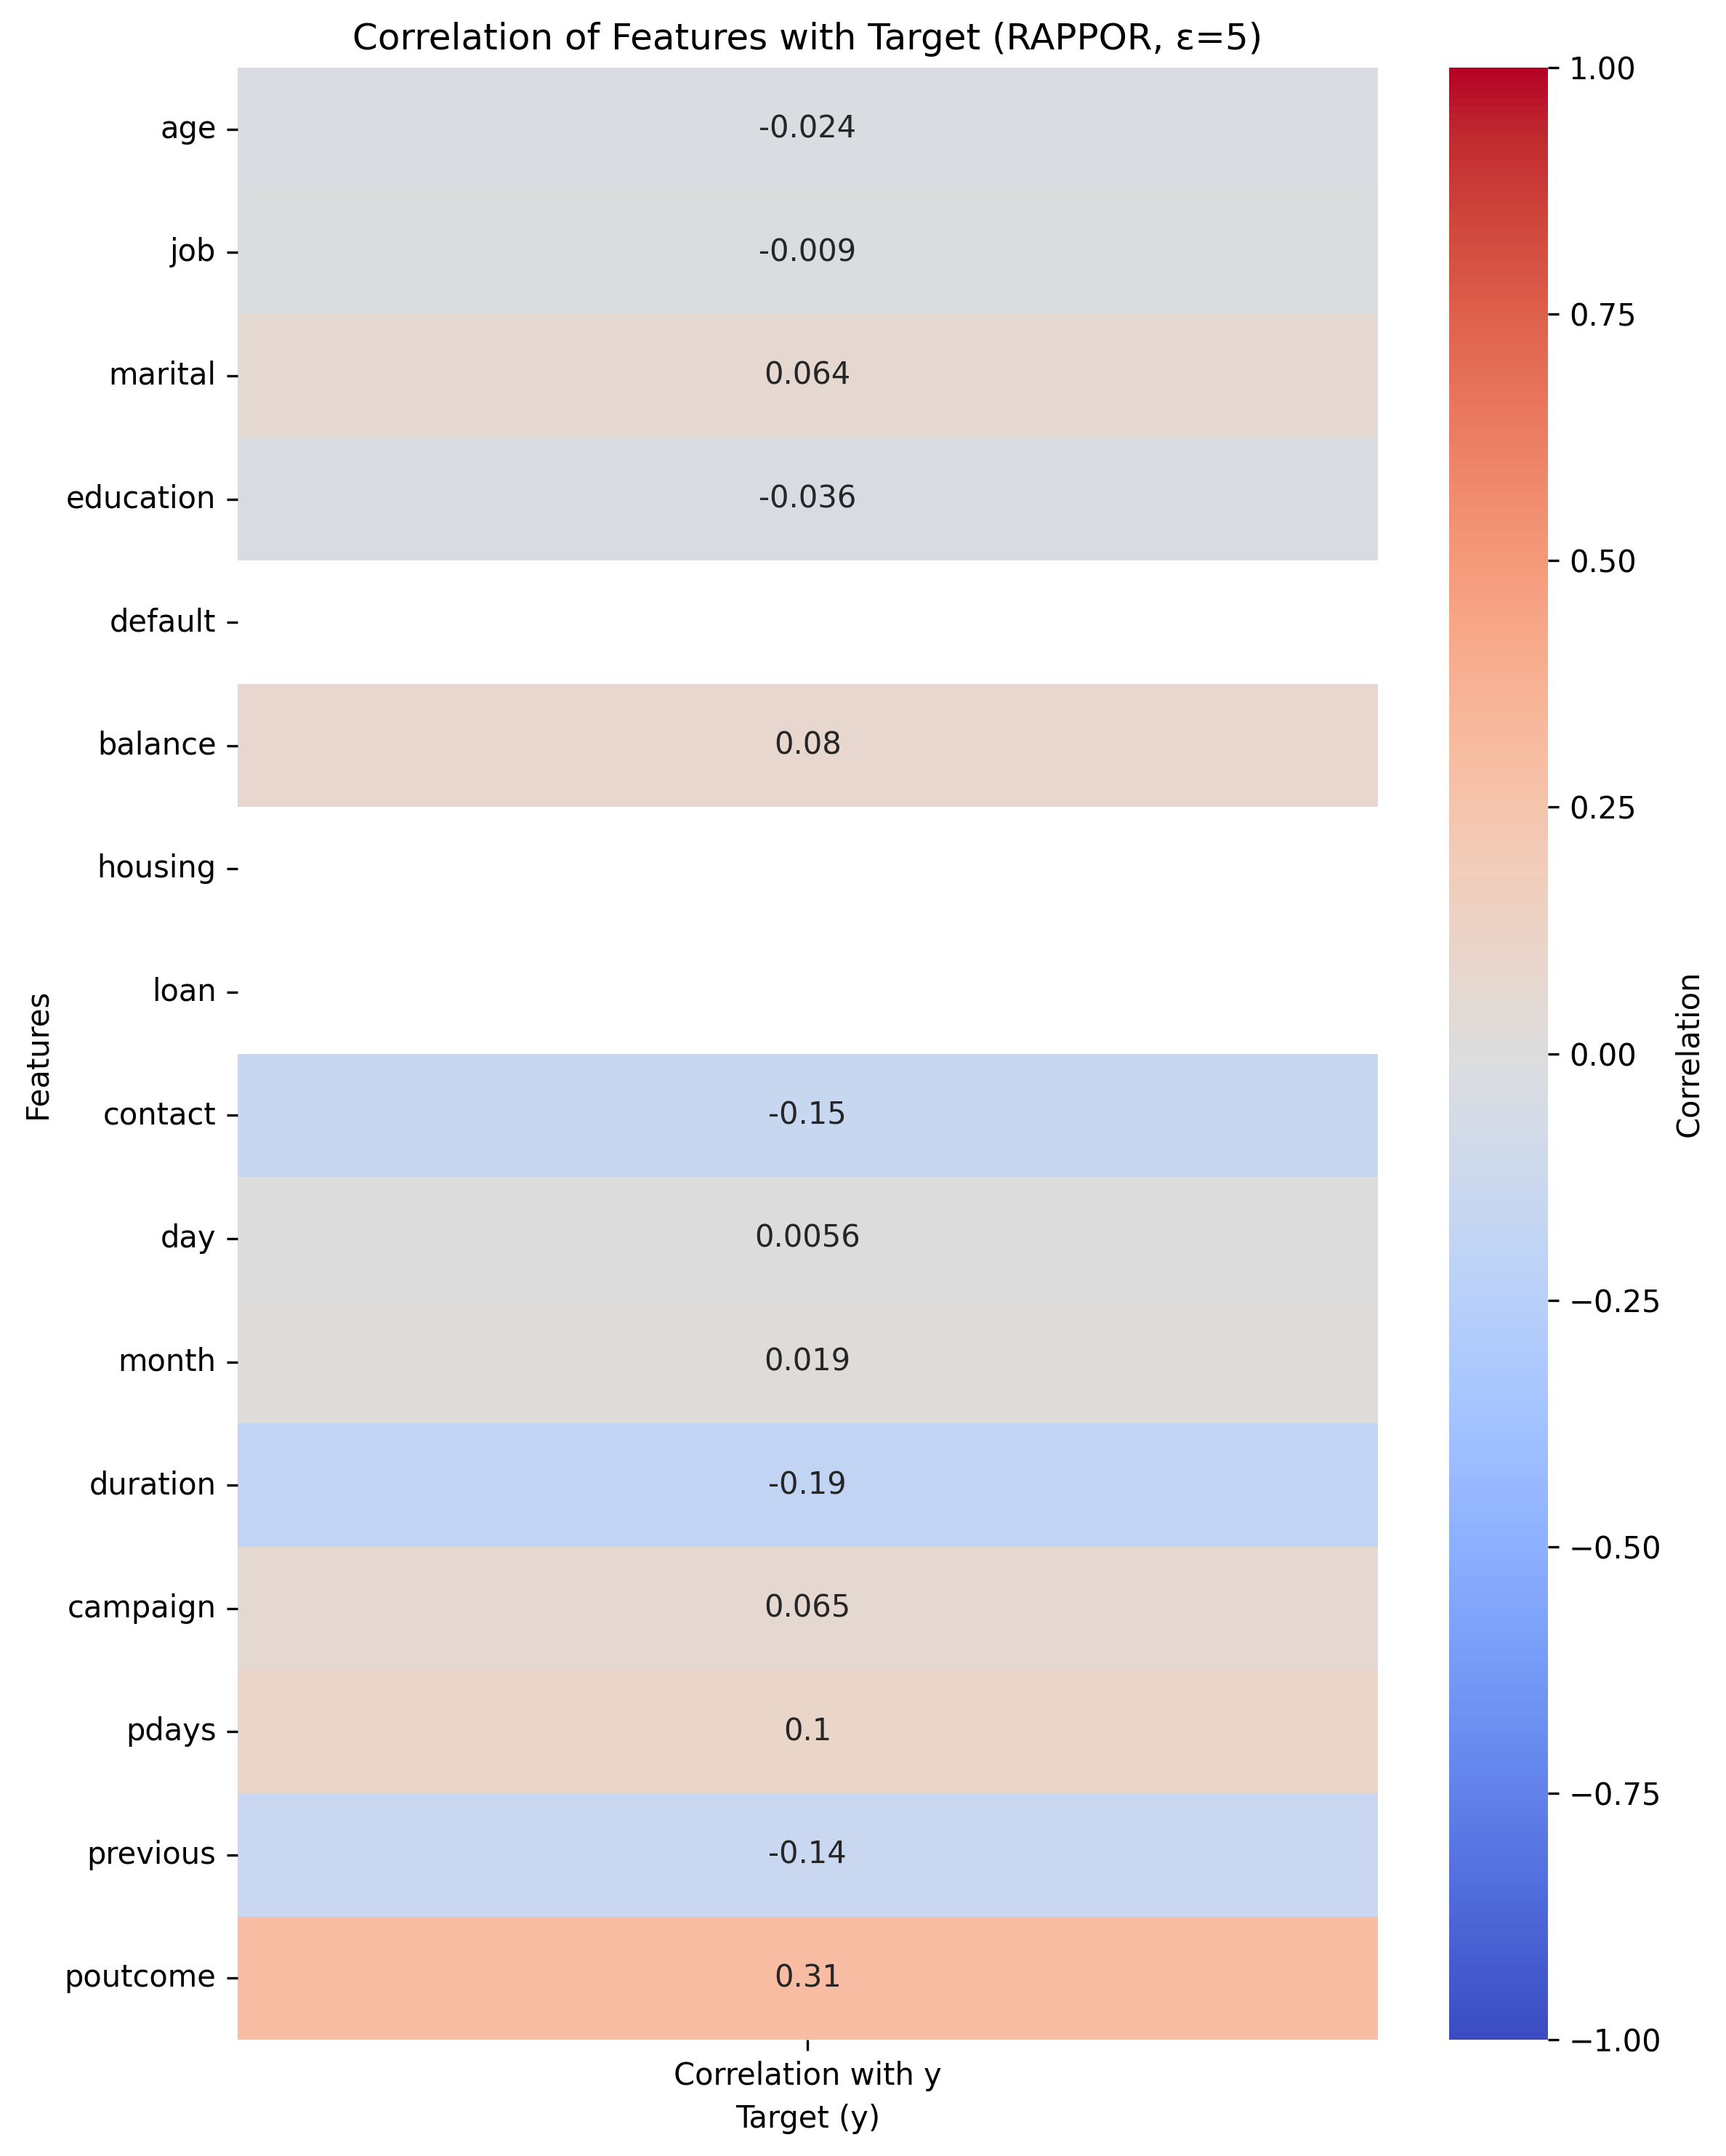 Correlation of Features with Target (RAPPOR, ε=5)
Features
age -0.024
job -0.009
marital 0.064
education -0.036
default
balance 0.08
housing
loan
contact -0.15
day 0.0056
month 0.019
duration -0.19
campaign 0.065
pdays 0.1
previous -0.14
poutcome 0.31
Correlation with y
Target (y)
1.00
0.75
0.50
0.25
0.00
−0.25
−0.50
−0.75
−1.00
Correlation